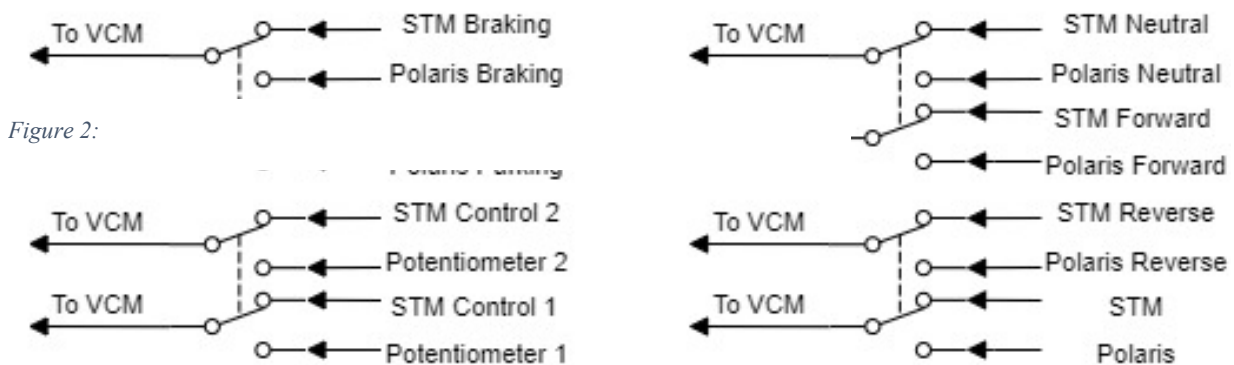 To VCM
STM Braking
Polaris Braking
Figure 2:
To VCM
STM Control 2
Potentiometer 2
To VCM
STM Control 1
Potentiometer 1
To VCM
STM Neutral
Polaris Neutral
STM Forward
Polaris Forward
To VCM
STM Reverse
Polaris Reverse
To VCM
STM
Polaris